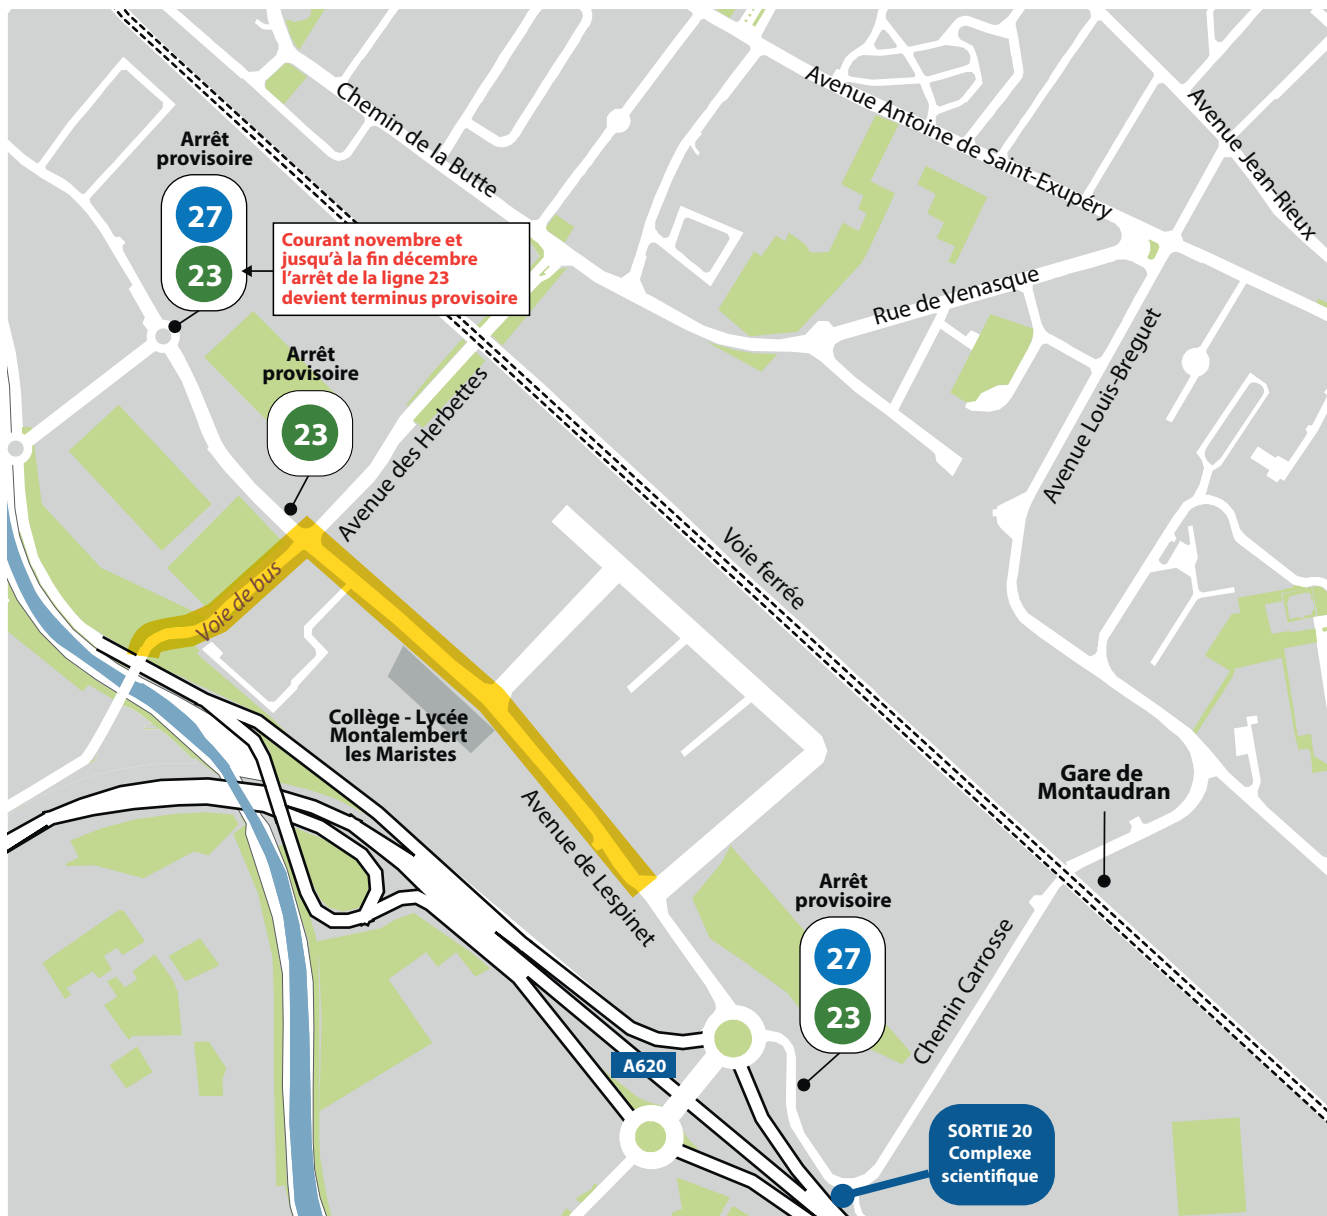 Chemin de la Butte
Avenue Antoine de Saint-Exupéry
Avenue Jean-Rieux
Arrêt
provisoire
27
23
Courant novembre et
jusqu'à la fin décembre
l'arrêt de la ligne 23
devient terminus provisoire
Rue de Venasque
Avenue Louis-Breguet
Arrêt
provisoire
23
Avenue des Herbettes
Voie de bus
Voie ferrée
Collège - Lycée
Montalembert
les Maristes
Avenue de Lespinet
Gare de
Montaudran
Arrêt
provisoire
27
23
Chemin Carrosse
A620
SORTIE 20
Complexe
scientifique